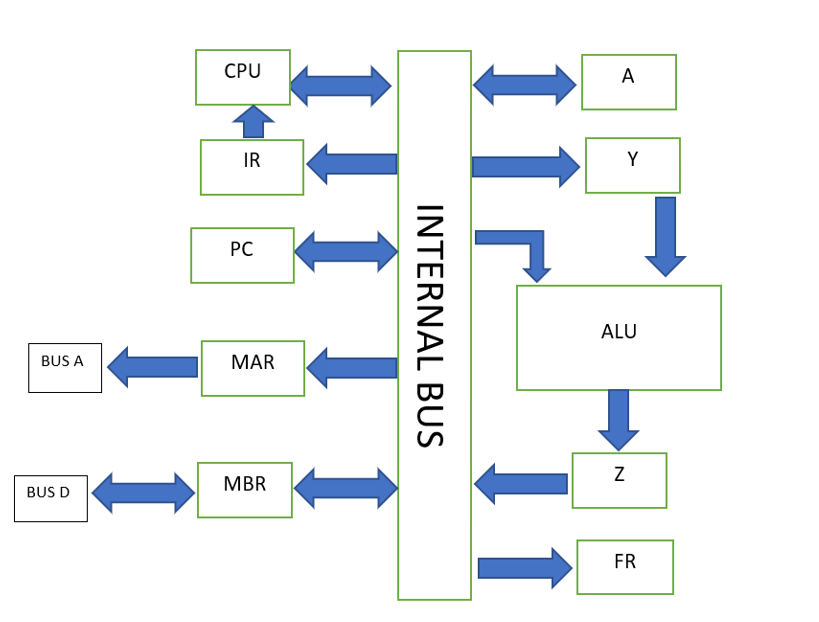 CPU
A
IR
Y
PC
INTERNAL BUS
ALU
BUS A
MAR
BUS D
MBR
Z
FR